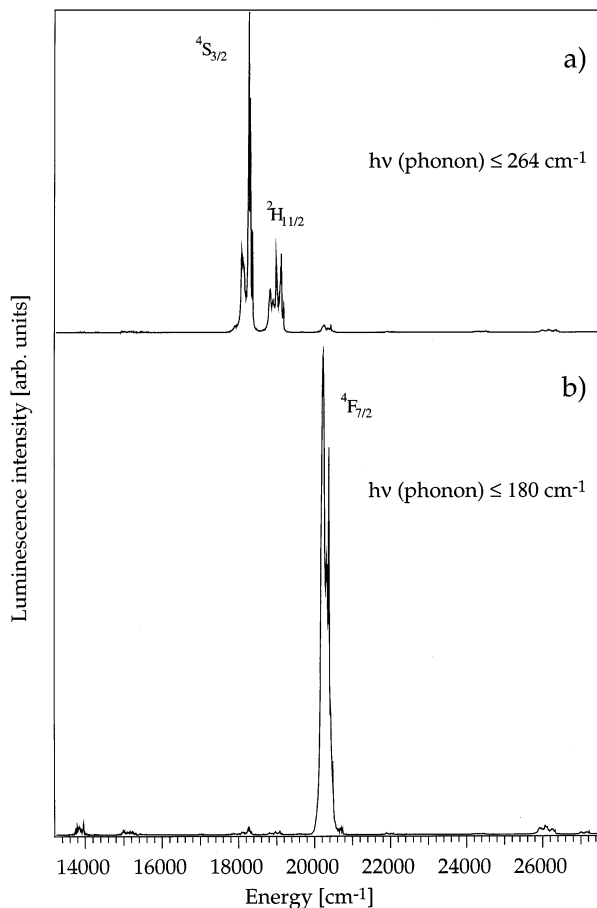 ⁴S₃/₂
a)
hν (phonon) ≤ 264 cm⁻¹
²H₁₁/₂
Luminescence intensity [arb. units]
b)
⁴F₇/₂
hν (phonon) ≤ 180 cm⁻¹
14000 16000 18000 20000 22000 24000 26000
Energy [cm⁻¹]